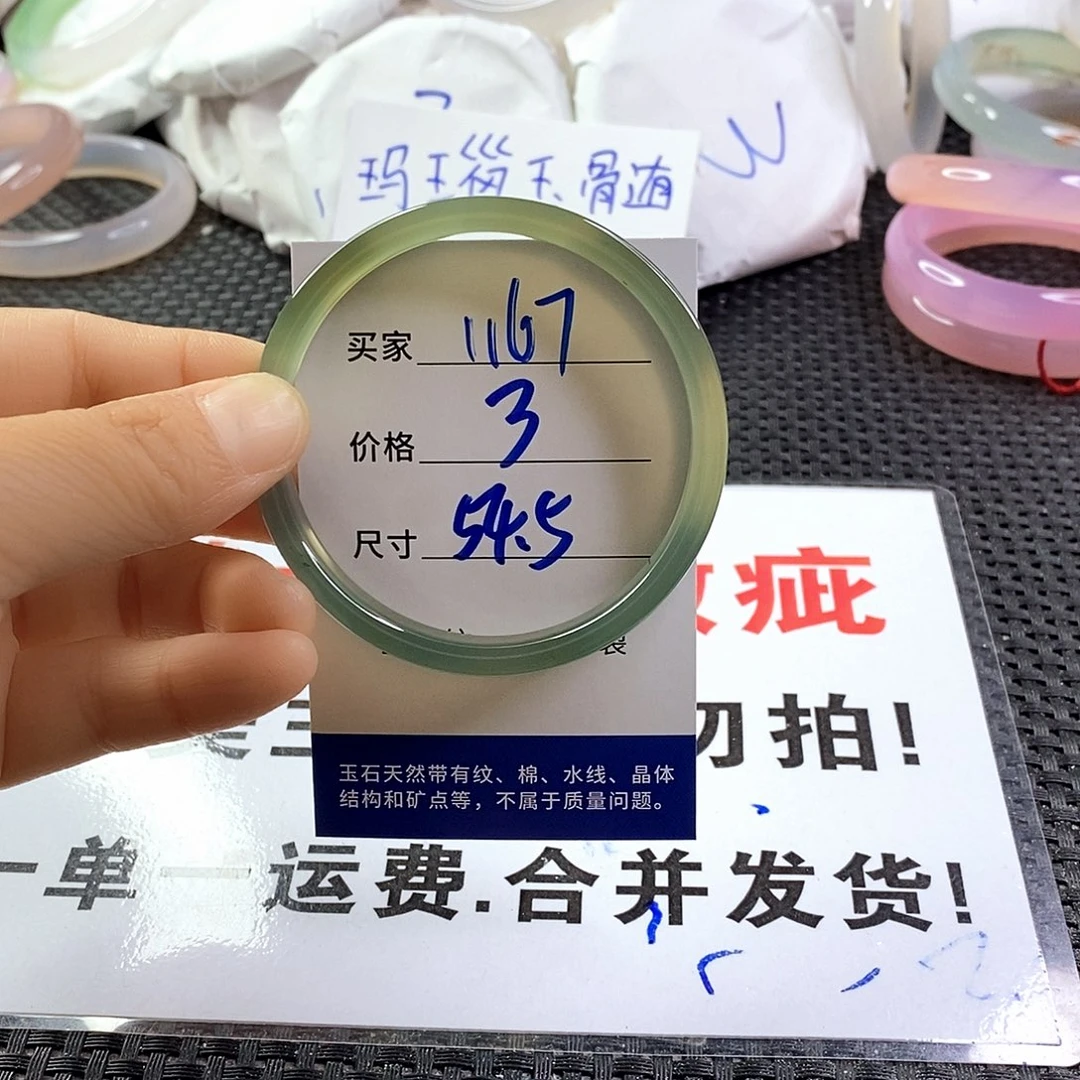 玛瑙玉骨髓
买家 1167
价格 3
尺寸 54.5
玉石天然带有纹、棉、水线、晶体
结构和矿点等，不属于质量问题。
疵
勿拍!
一单一运费.合并发货!